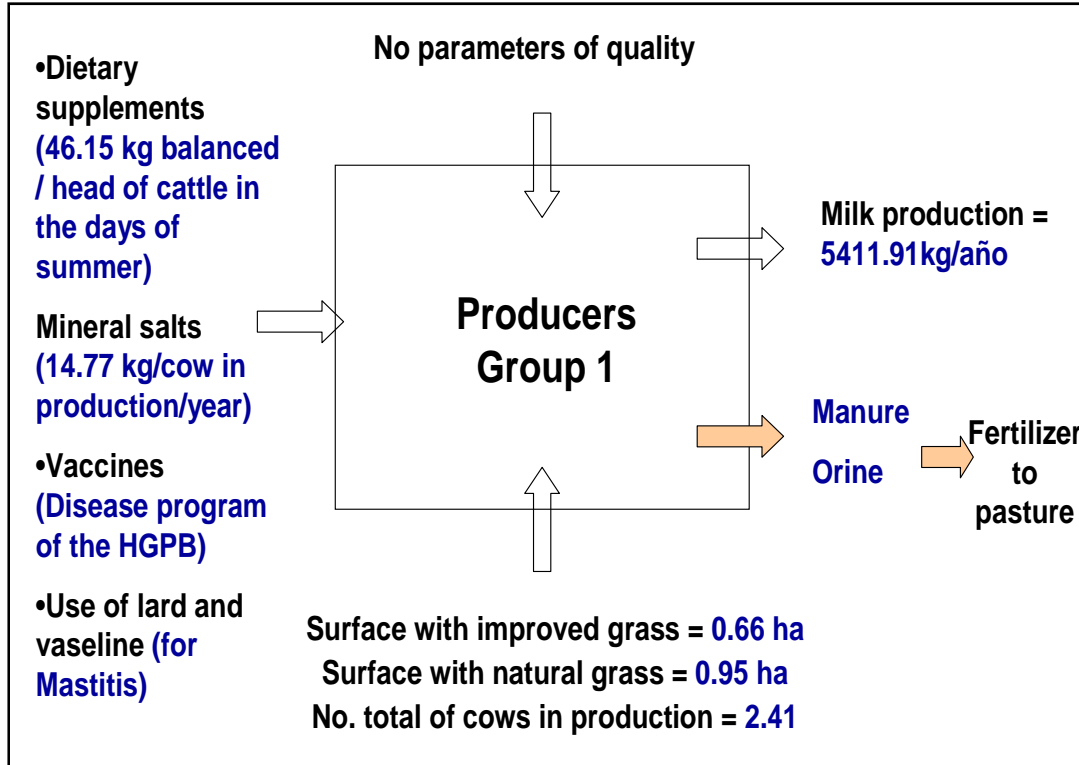 No parameters of quality
•Dietary
supplements
(46.15 kg balanced
/ head of cattle in
the days of
summer)
Mineral salts
(14.77 kg/cow in
production/year)
•Vaccines
(Disease program
of the HGPB)
•Use of lard and
vaseline (for
Mastitis)
Producers
Group 1
Milk production =
5411.91kg/año
Manure
Orine
Fertilizer
to
pasture
Surface with improved grass = 0.66 ha
Surface with natural grass = 0.95 ha
No. total of cows in production = 2.41